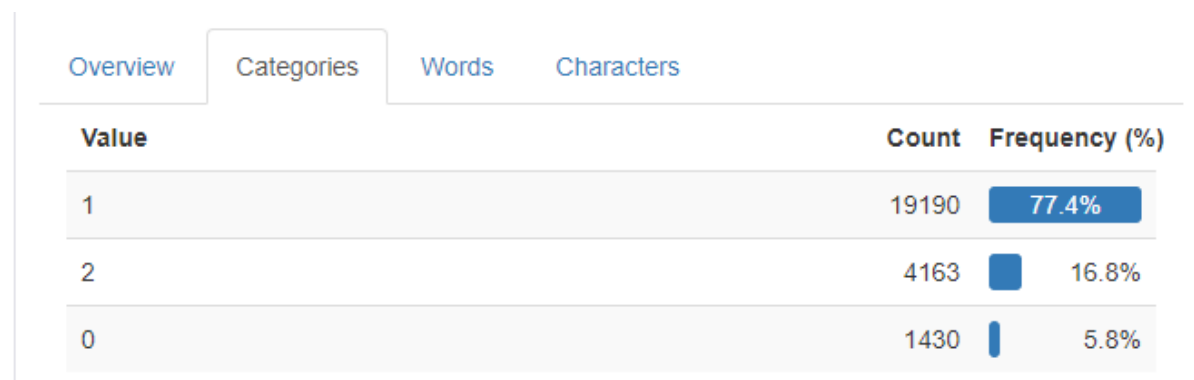 Overview Categories Words Characters
Value Count Frequency (%)
1 19190 77.4%
2 4163 16.8%
0 1430 5.8%